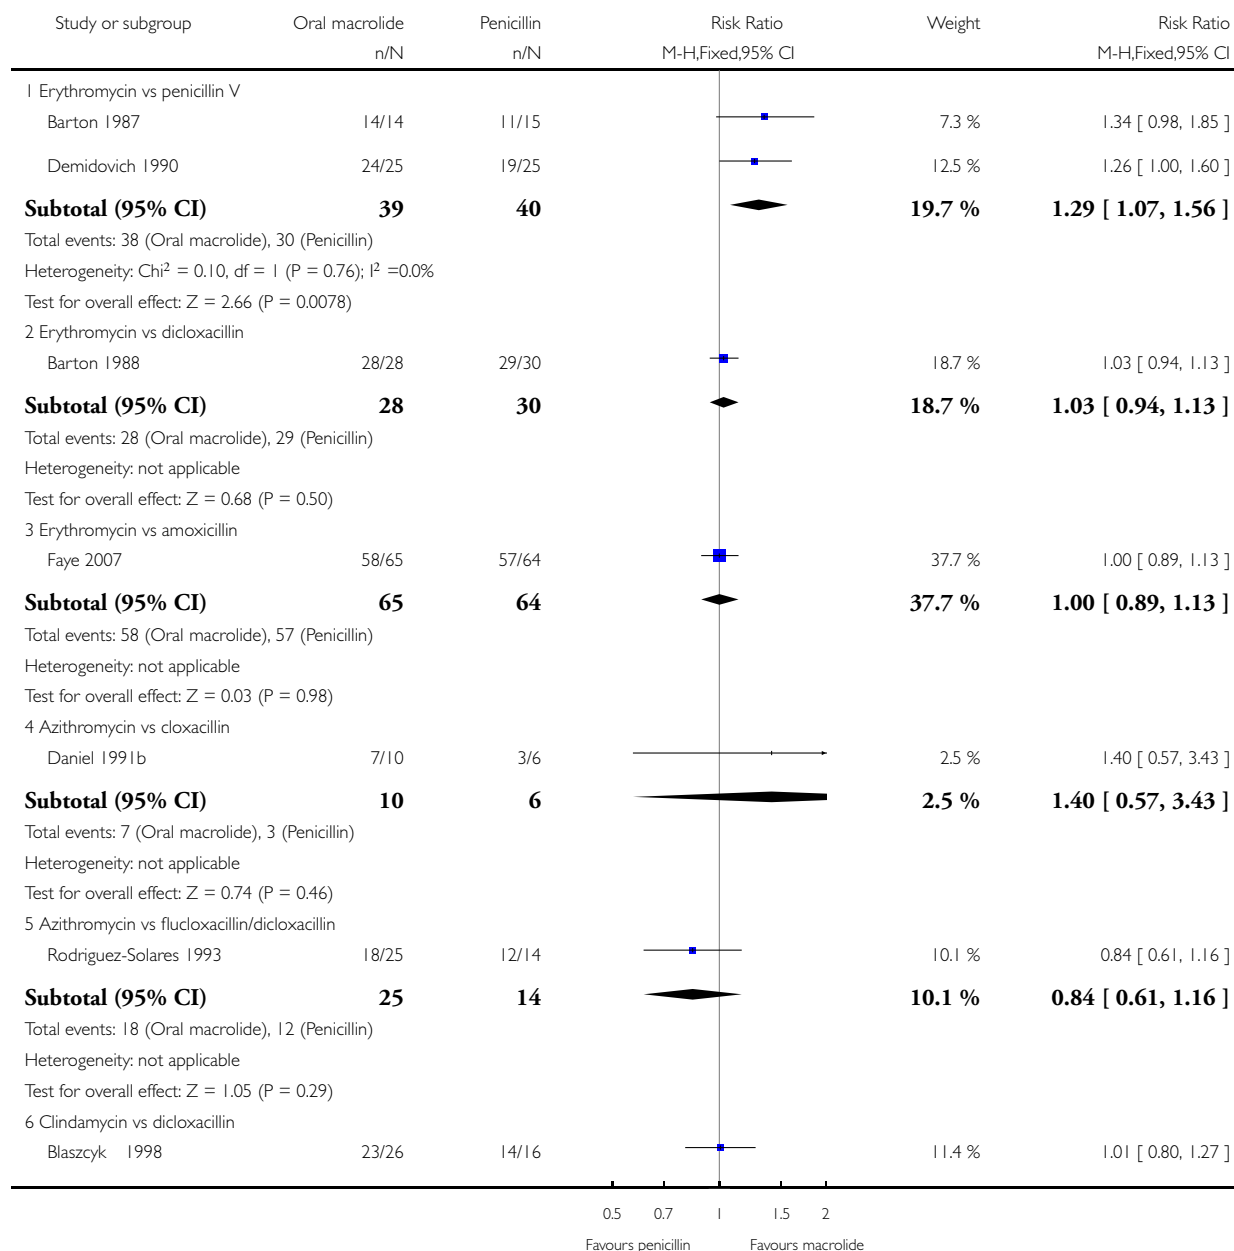 Study or subgroup Oral macrolide Penicillin Risk Ratio Weight Risk Ratio
n/N n/N M-H,Fixed,95% CI M-H,Fixed,95% CI
1 Erythromycin vs penicillin V
Barton 1987 14/14 11/15 7.3 % 1.34 [ 0.98, 1.85 ]
Demidovich 1990 24/25 19/25 12.5 % 1.26 [ 1.00, 1.60 ]
Subtotal (95% CI) 39 40 19.7 % 1.29 [ 1.07, 1.56 ]
Total events: 38 (Oral macrolide), 30 (Penicillin)
Heterogeneity: Chi² = 0.10, df = 1 (P = 0.76); I² =0.0%
Test for overall effect: Z = 2.66 (P = 0.0078)
2 Erythromycin vs dicloxacillin
Barton 1988 28/28 29/30 18.7 % 1.03 [ 0.94, 1.13 ]
Subtotal (95% CI) 28 30 18.7 % 1.03 [ 0.94, 1.13 ]
Total events: 28 (Oral macrolide), 29 (Penicillin)
Heterogeneity: not applicable
Test for overall effect: Z = 0.68 (P = 0.50)
3 Erythromycin vs amoxicillin
Faye 2007 58/65 57/64 37.7 % 1.00 [ 0.89, 1.13 ]
Subtotal (95% CI) 65 64 37.7 % 1.00 [ 0.89, 1.13 ]
Total events: 58 (Oral macrolide), 57 (Penicillin)
Heterogeneity: not applicable
Test for overall effect: Z = 0.03 (P = 0.98)
4 Azithromycin vs cloxacillin
Daniel 1991b 7/10 3/6 2.5 % 1.40 [ 0.57, 3.43 ]
Subtotal (95% CI) 10 6 2.5 % 1.40 [ 0.57, 3.43 ]
Total events: 7 (Oral macrolide), 3 (Penicillin)
Heterogeneity: not applicable
Test for overall effect: Z = 0.74 (P = 0.46)
5 Azithromycin vs flucloxacillin/dicloxacillin
Rodriguez-Solares 1993 18/25 12/14 10.1 % 0.84 [ 0.61, 1.16 ]
Subtotal (95% CI) 25 14 10.1 % 0.84 [ 0.61, 1.16 ]
Total events: 18 (Oral macrolide), 12 (Penicillin)
Heterogeneity: not applicable
Test for overall effect: Z = 1.05 (P = 0.29)
6 Clindamycin vs dicloxacillin
Blaszcyk 1998 23/26 14/16 11.4 % 1.01 [ 0.80, 1.27 ]
0.5 0.7 1 1.5 2
Favours penicillin Favours macrolide